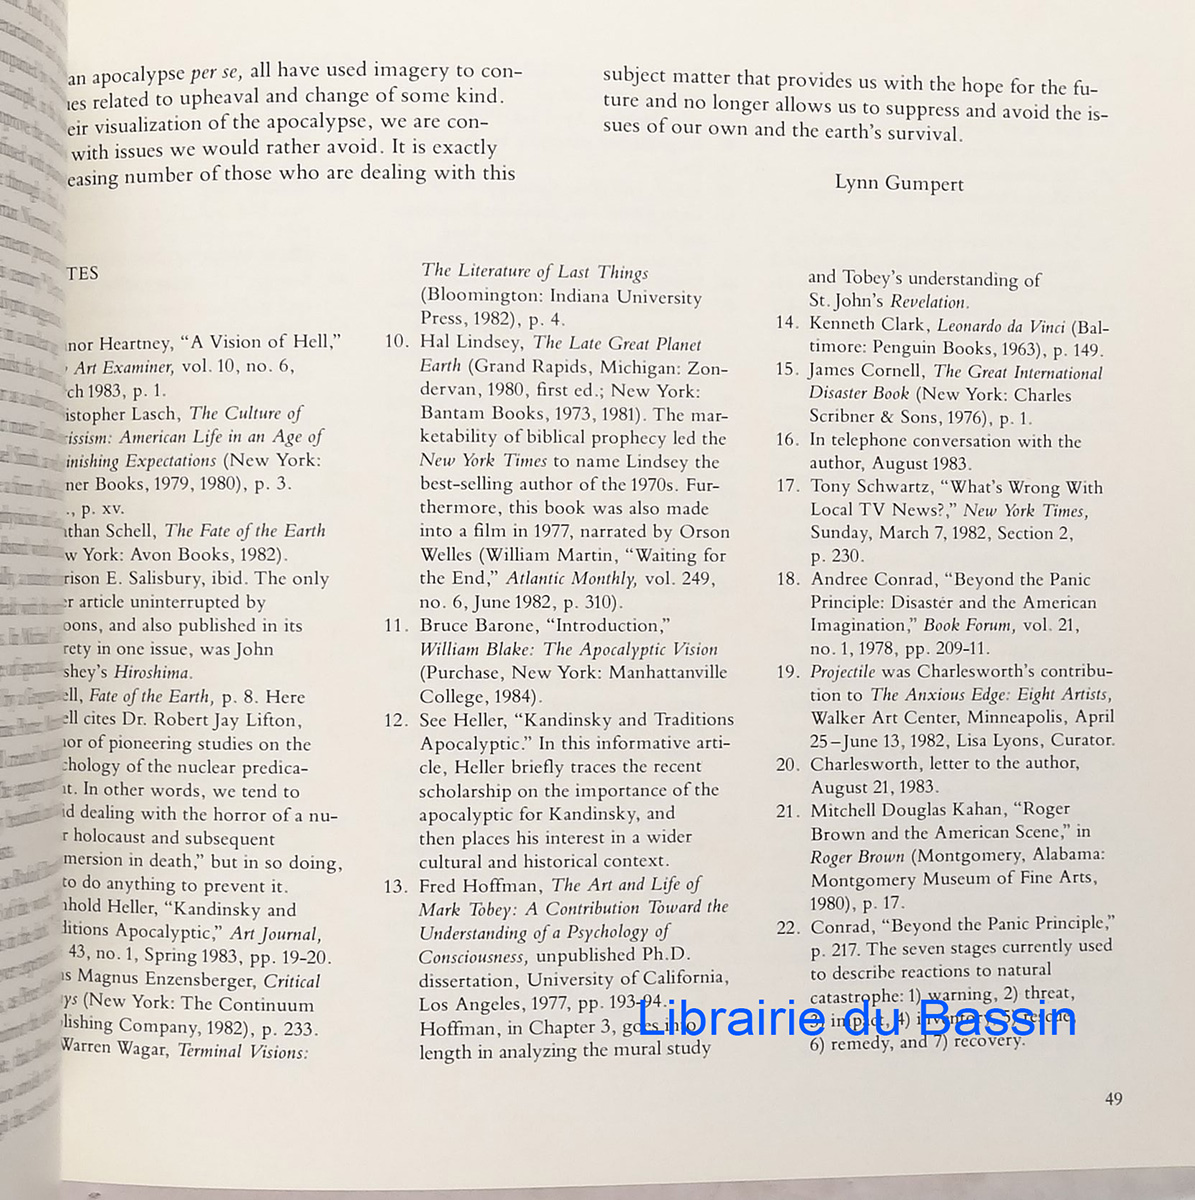 an apocalypse per se, all have used imagery to con-
related to upheaval and change of some kind.
visualization of the apocalypse, we are con-
with issues we would rather avoid. It is exactly
number of those who are dealing with this
subject matter that provides us with the hope for the fu-
ture and no longer allows us to suppress and avoid the is-
sues of our own and the earth's survival.
Lynn Gumpert
TES
nor Heartney, “A Vision of Hell,”
Art Examiner, vol. 10, no. 6,
ch 1983, p. 1.
istopher Lasch, The Culture of
issism: American Life in an Age of
inishing Expectations (New York:
ner Books, 1979, 1980), p. 3.
., p. xv.
than Schell, The Fate of the Earth
w York: Avon Books, 1982).
rison E. Salisbury, ibid. The only
er article uninterrupted by
oons, and also published in its
rety in one issue, was John
shey's Hiroshima.
ell, Fate of the Earth, p. 8. Here
ell cites Dr. Robert Jay Lifton,
or of pioneering studies on the
chology of the nuclear predica-
t. In other words, we tend to
id dealing with the horror of a nu-
r holocaust and subsequent
mersion in death,” but in so doing,
to do anything to prevent it.
nhold Heller, “Kandinsky and
ditions Apocalyptic,” Art Journal,
43, no. 1, Spring 1983, pp. 19-20.
s Magnus Enzensberger, Critical
ys (New York: The Continuum
lishing Company, 1982), p. 233.
Warren Wagar, Terminal Visions:
The Literature of Last Things
(Bloomington: Indiana University
Press, 1982), p. 4.
10. Hal Lindsey, The Late Great Planet
Earth (Grand Rapids, Michigan: Zon-
dervan, 1980, first ed.; New York:
Bantam Books, 1973, 1981). The mar-
ketability of biblical prophecy led the
New York Times to name Lindsey the
best-selling author of the 1970s. Fur-
thermore, this book was also made
into a film in 1977, narrated by Orson
Welles (William Martin, “Waiting for
the End,” Atlantic Monthly, vol. 249,
no. 6, June 1982, p. 310).
11. Bruce Barone, “Introduction,”
William Blake: The Apocalyptic Vision
(Purchase, New York: Manhattanville
College, 1984).
12. See Heller, “Kandinsky and Traditions
Apocalyptic.” In this informative arti-
cle, Heller briefly traces the recent
scholarship on the importance of the
apocalyptic for Kandinsky, and
then places his interest in a wider
cultural and historical context.
13. Fred Hoffman, The Art and Life of
Mark Tobey: A Contribution Toward the
Understanding of a Psychology of
Consciousness, unpublished Ph.D.
dissertation, University of California,
Los Angeles, 1977, pp. 193-94.
Hoffman, in Chapter 3, goes into
length in analyzing the mural study
and Tobey's understanding of
St. John's Revelation.
14. Kenneth Clark, Leonardo da Vinci (Bal-
timore: Penguin Books, 1963), p. 149.
15. James Cornell, The Great International
Disaster Book (New York: Charles
Scribner & Sons, 1976), p. 1.
16. In telephone conversation with the
author, August 1983.
17. Tony Schwartz, “What's Wrong With
Local TV News?,” New York Times,
Sunday, March 7, 1982, Section 2,
p. 230.
18. Andree Conrad, “Beyond the Panic
Principle: Disaster and the American
Imagination,” Book Forum, vol. 21,
no. 1, 1978, pp. 209-11.
19. Projectile was Charlesworth's contribu-
tion to The Anxious Edge: Eight Artists,
Walker Art Center, Minneapolis, April
25–June 13, 1982, Lisa Lyons, Curator.
20. Charlesworth, letter to the author,
August 21, 1983.
21. Mitchell Douglas Kahan, “Roger
Brown and the American Scene,” in
Roger Brown (Montgomery, Alabama:
Montgomery Museum of Fine Arts,
1980), p. 17.
22. Conrad, “Beyond the Panic Principle,”
p. 217. The seven stages currently used
to describe reactions to natural
catastrophe: 1) warning, 2) threat,
3) impact, 4) inventory, 5) rescue,
6) remedy, and 7) recovery.
Librairie du Bassin
49